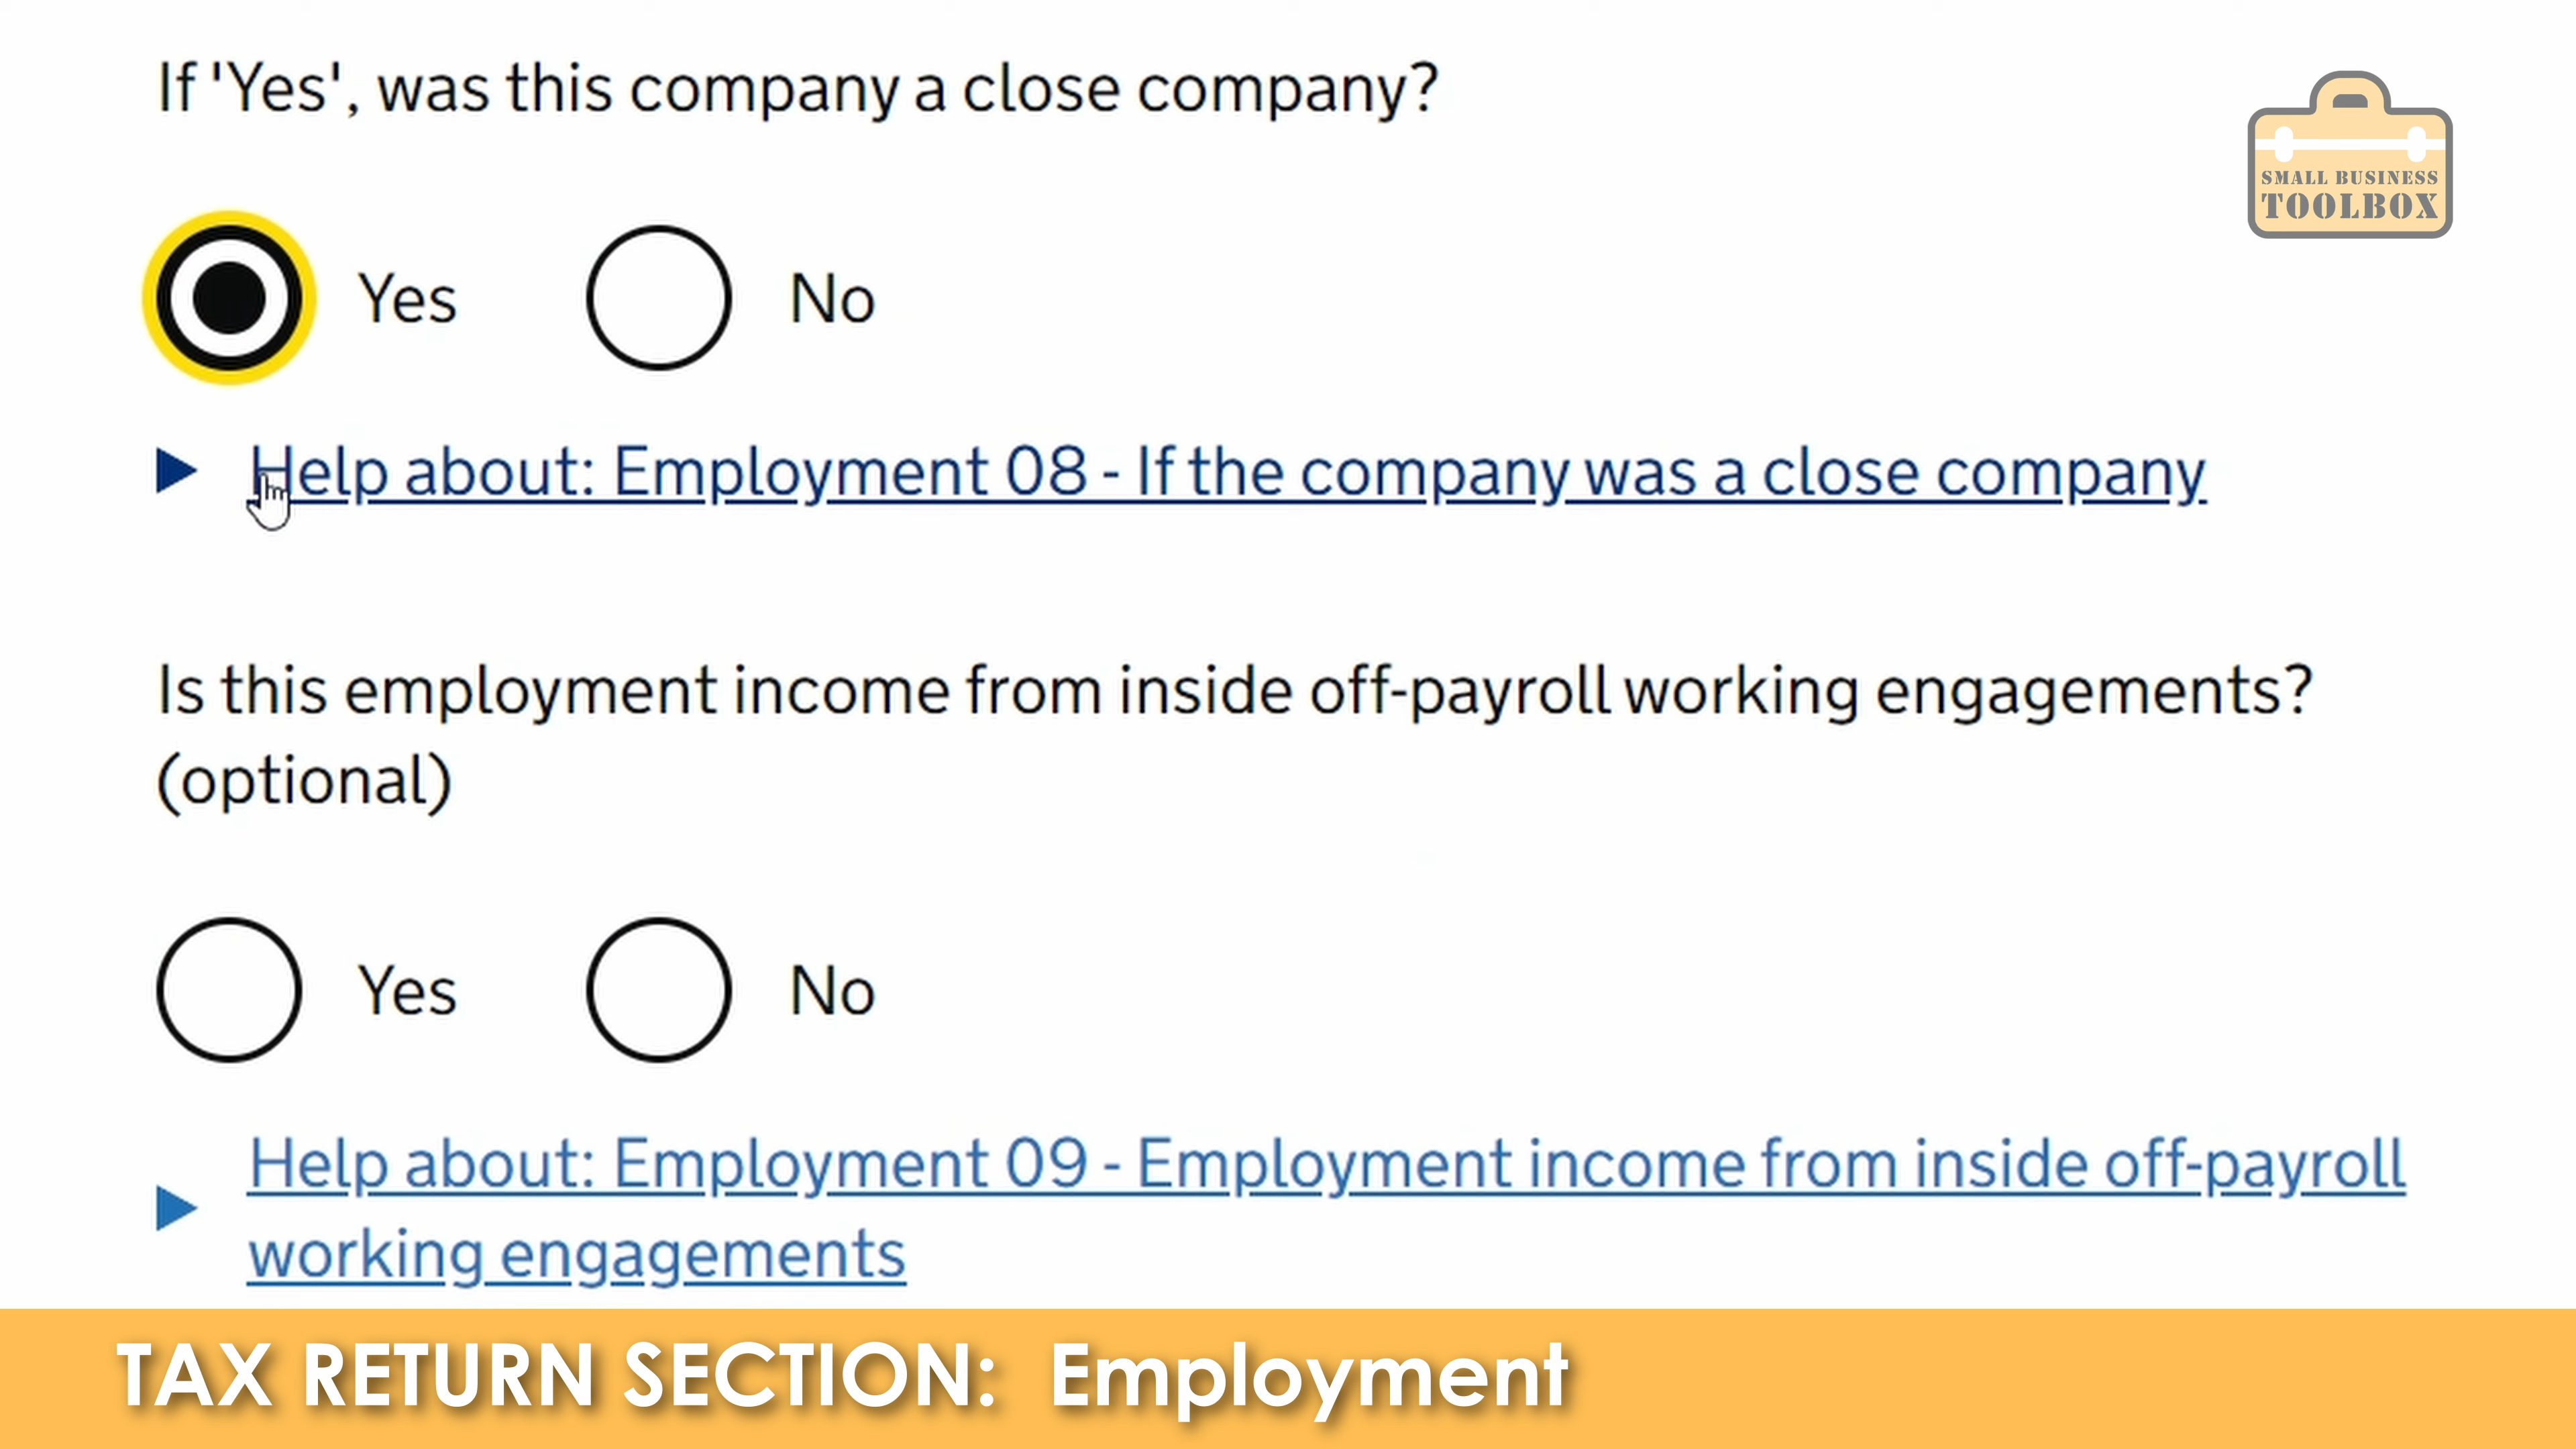 If 'Yes', was this company a close company?
SMALL BUSINESS
TOOLBOX
Yes
No
Help about: Employment 08 - If the company was a close company
Is this employment income from inside off-payroll working engagements?
(optional)
Yes
No
Help about: Employment 09 - Employment income from inside off-payroll
working engagements
TAX RETURN SECTION: Employment